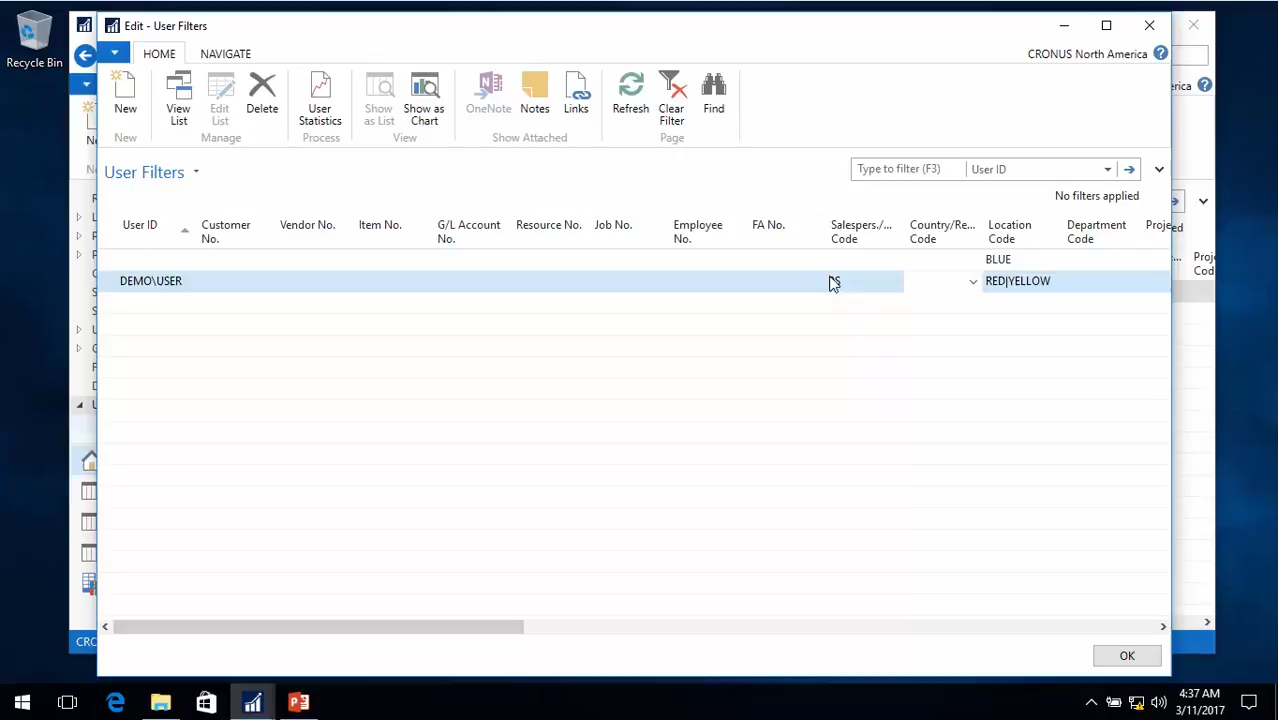 Recycle Bin
Edit - User Filters
HOME
NAVIGATE
CRONUS North America
New
View List
Edit List
Delete
User Statistics
Show as List
Show as Chart
OneNote
Notes
Links
Refresh
Clear Filter
Find
New
Manage
Process
View
Show Attached
Page
User Filters
Type to filter (F3)
User ID
No filters applied
User ID
Customer No.
Vendor No.
Item No.
G/L Account No.
Resource No.
Job No.
Employee No.
FA No.
Salespers./... Code
Country/Re... Code
Location Code
Department Code
BLUE
DEMO\USER
RED|YELLOW
OK
4:37 AM
3/11/2017